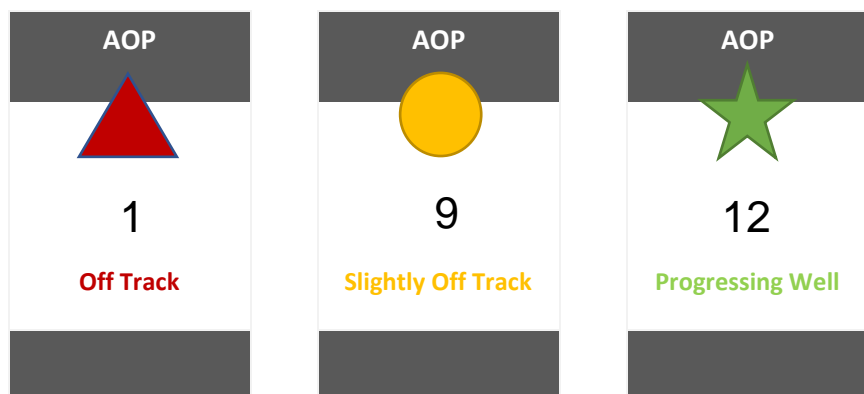 AOP
1
Off Track
AOP
9
Slightly Off Track
AOP
12
Progressing Well